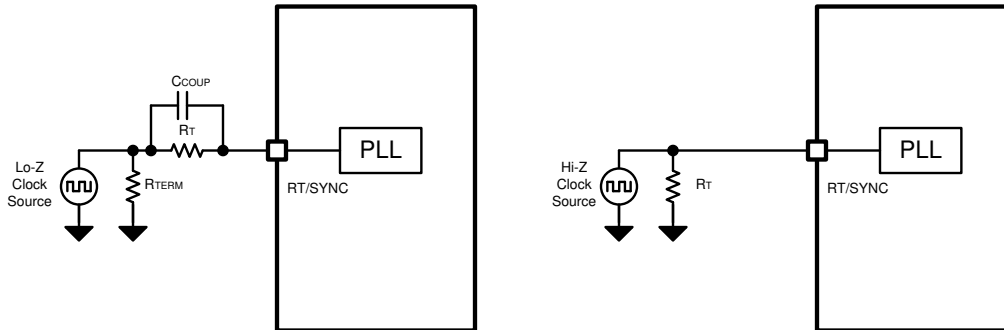 CCOUP
RT
PLL
Lo-Z
Clock
Source
RTERM
RT/SYNC
PLL
Hi-Z
Clock
Source
RT
RT/SYNC